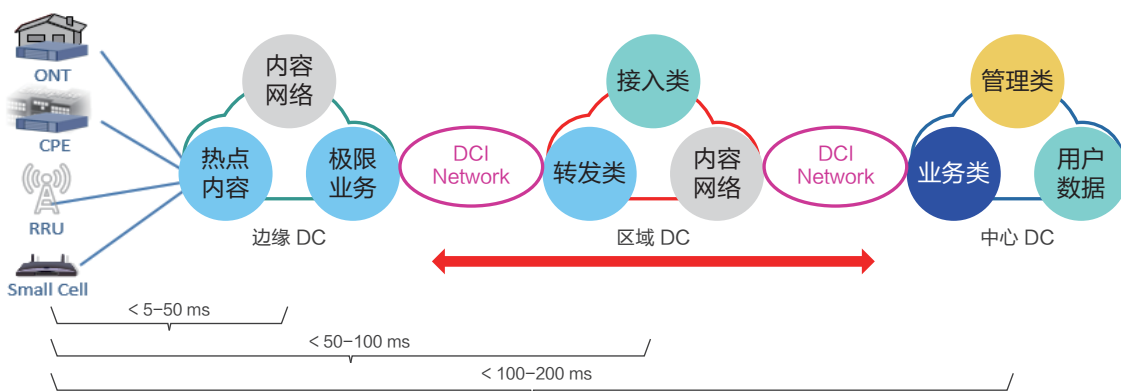 ONT
CPE
RRU
Small Cell
内容
网络
热点
内容
极限
业务
边缘 DC
DCI
Network
接入类
转发类
内容
网络
区域 DC
DCI
Network
管理类
业务类
用户
数据
中心 DC
< 5-50 ms
< 50-100 ms
< 100-200 ms